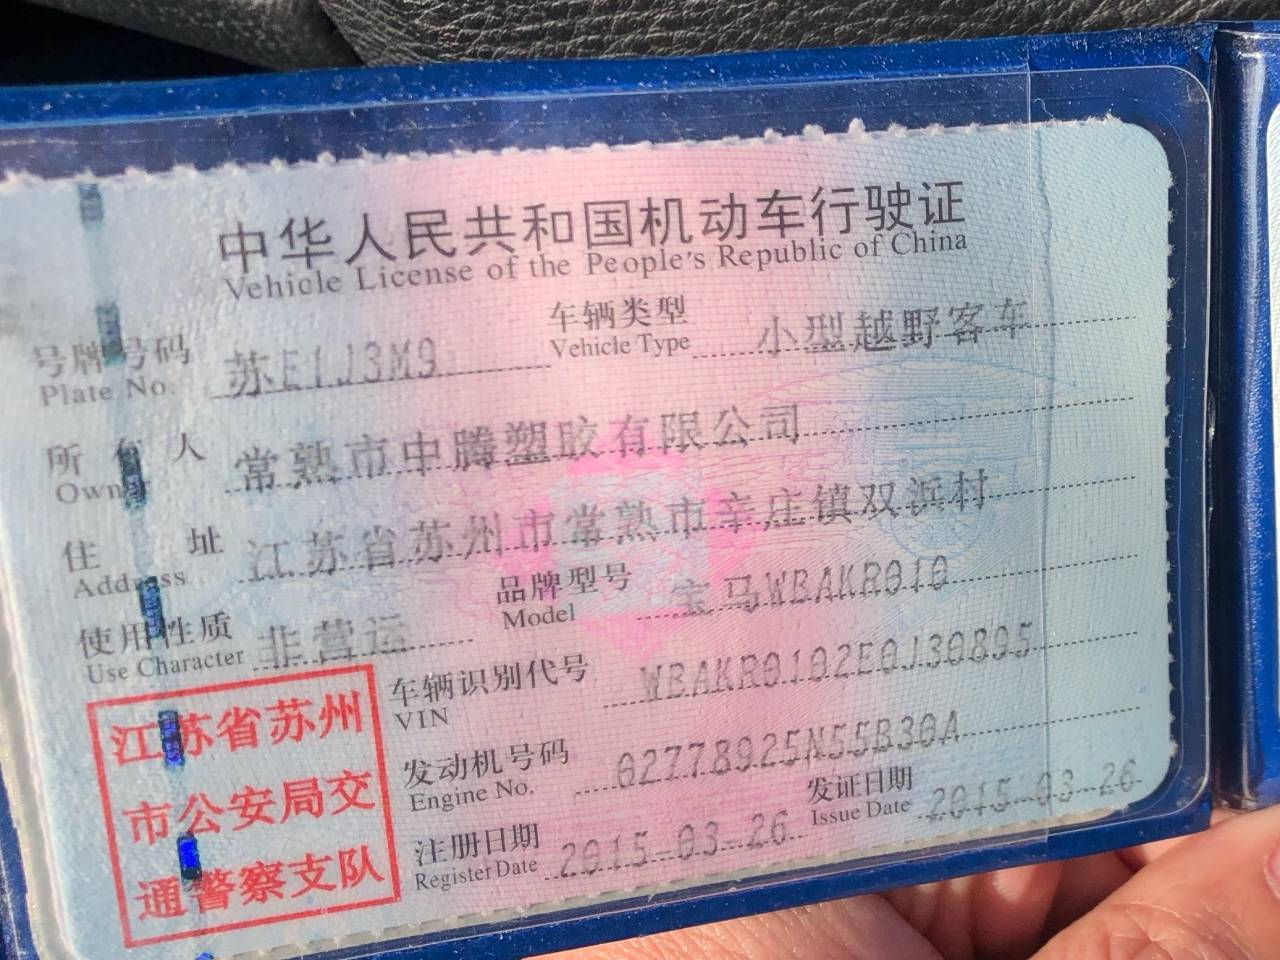 中华人民共和国机动车行驶证
Vehicle License of the People's Republic of China
号牌号码 苏E1J3M9 车辆类型 小型越野客车
Plate No. Vehicle Type
所有人 常熟市中腾塑胶有限公司
Owner
住址 江苏省苏州市常熟市辛庄镇双浜村
Address
使用性质 非营运 品牌型号 宝马WBAKR010
Use Character Model
车辆识别代号 WBAKR0102E0J30895
VIN
发动机号码 02778925N55B30A
Engine No.
注册日期 2015-03-26 发证日期 2015-03-26
Register Date Issue Date
江苏省苏州
市公安局交
通警察支队